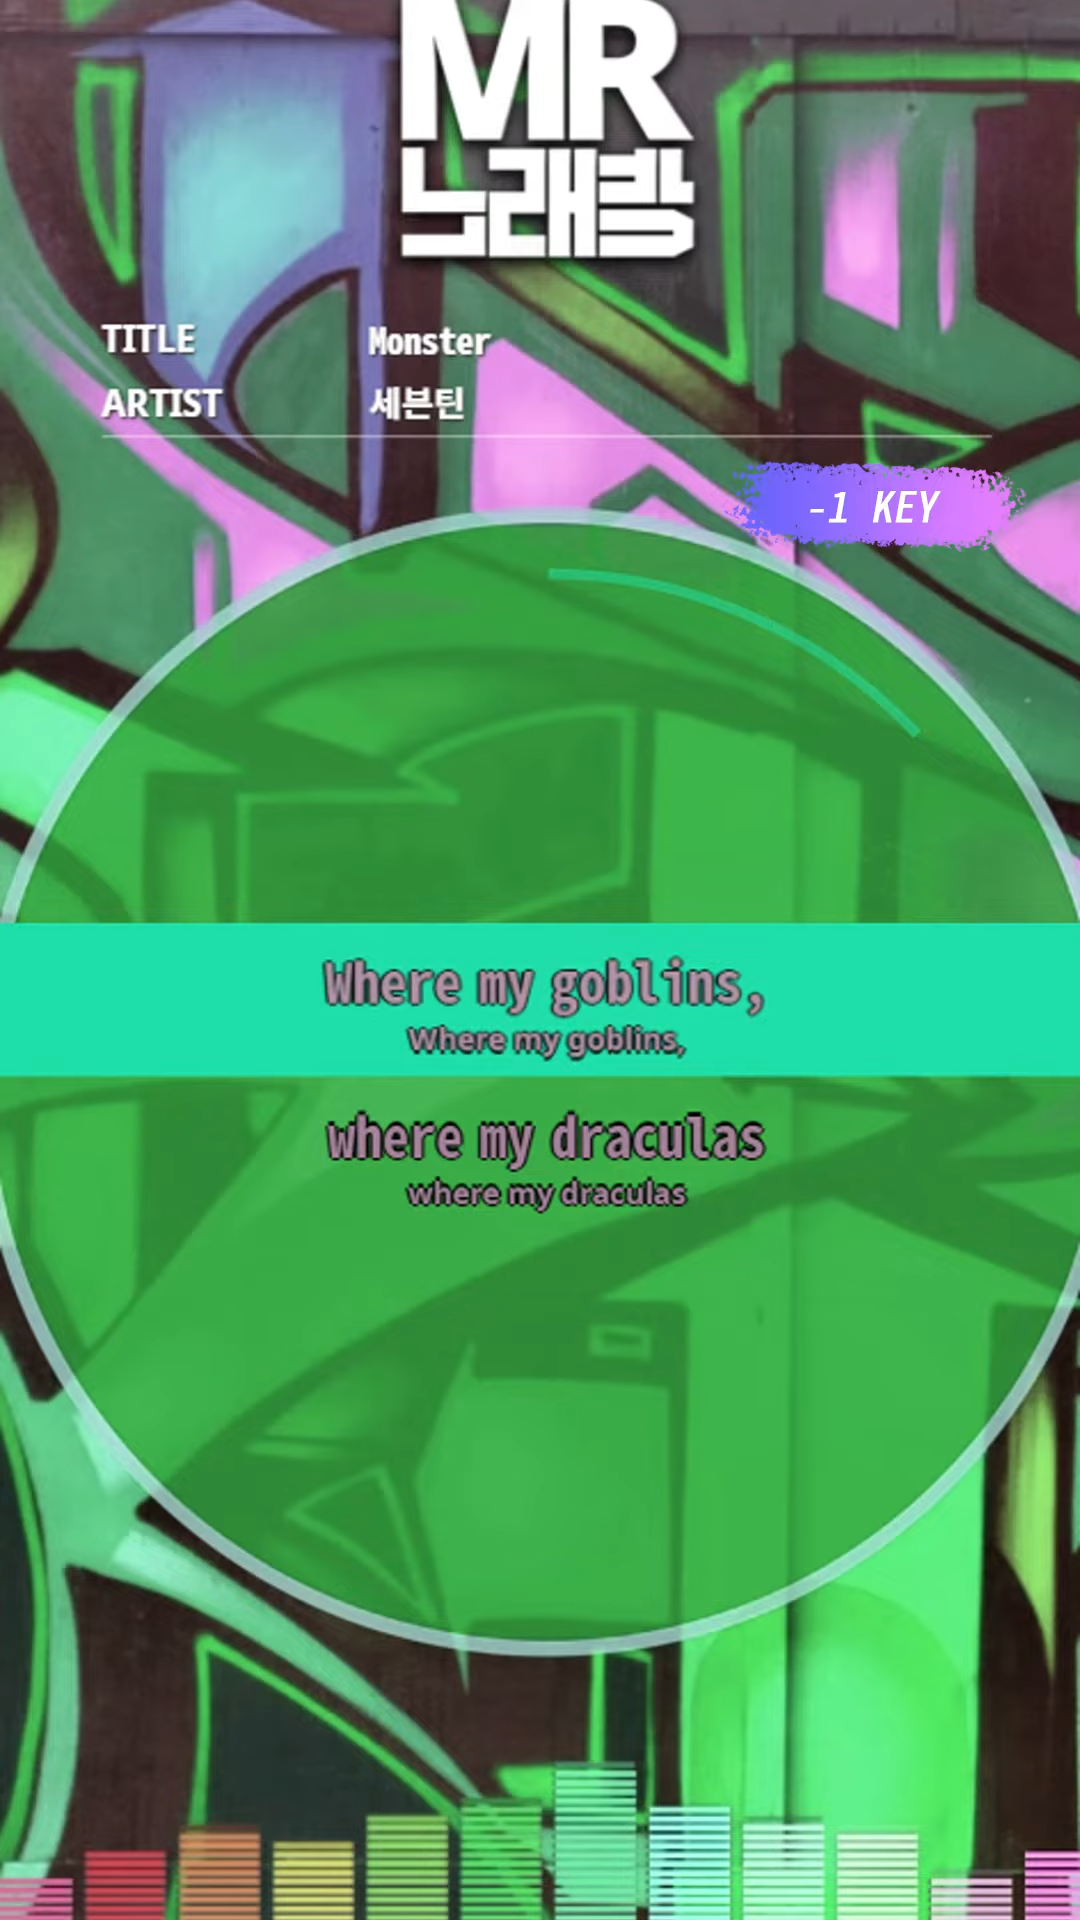 MR
노래방
TITLE Monster
ARTIST 세븐틴
-1 KEY
Where my goblins,
Where my goblins,
where my draculas
where my draculas